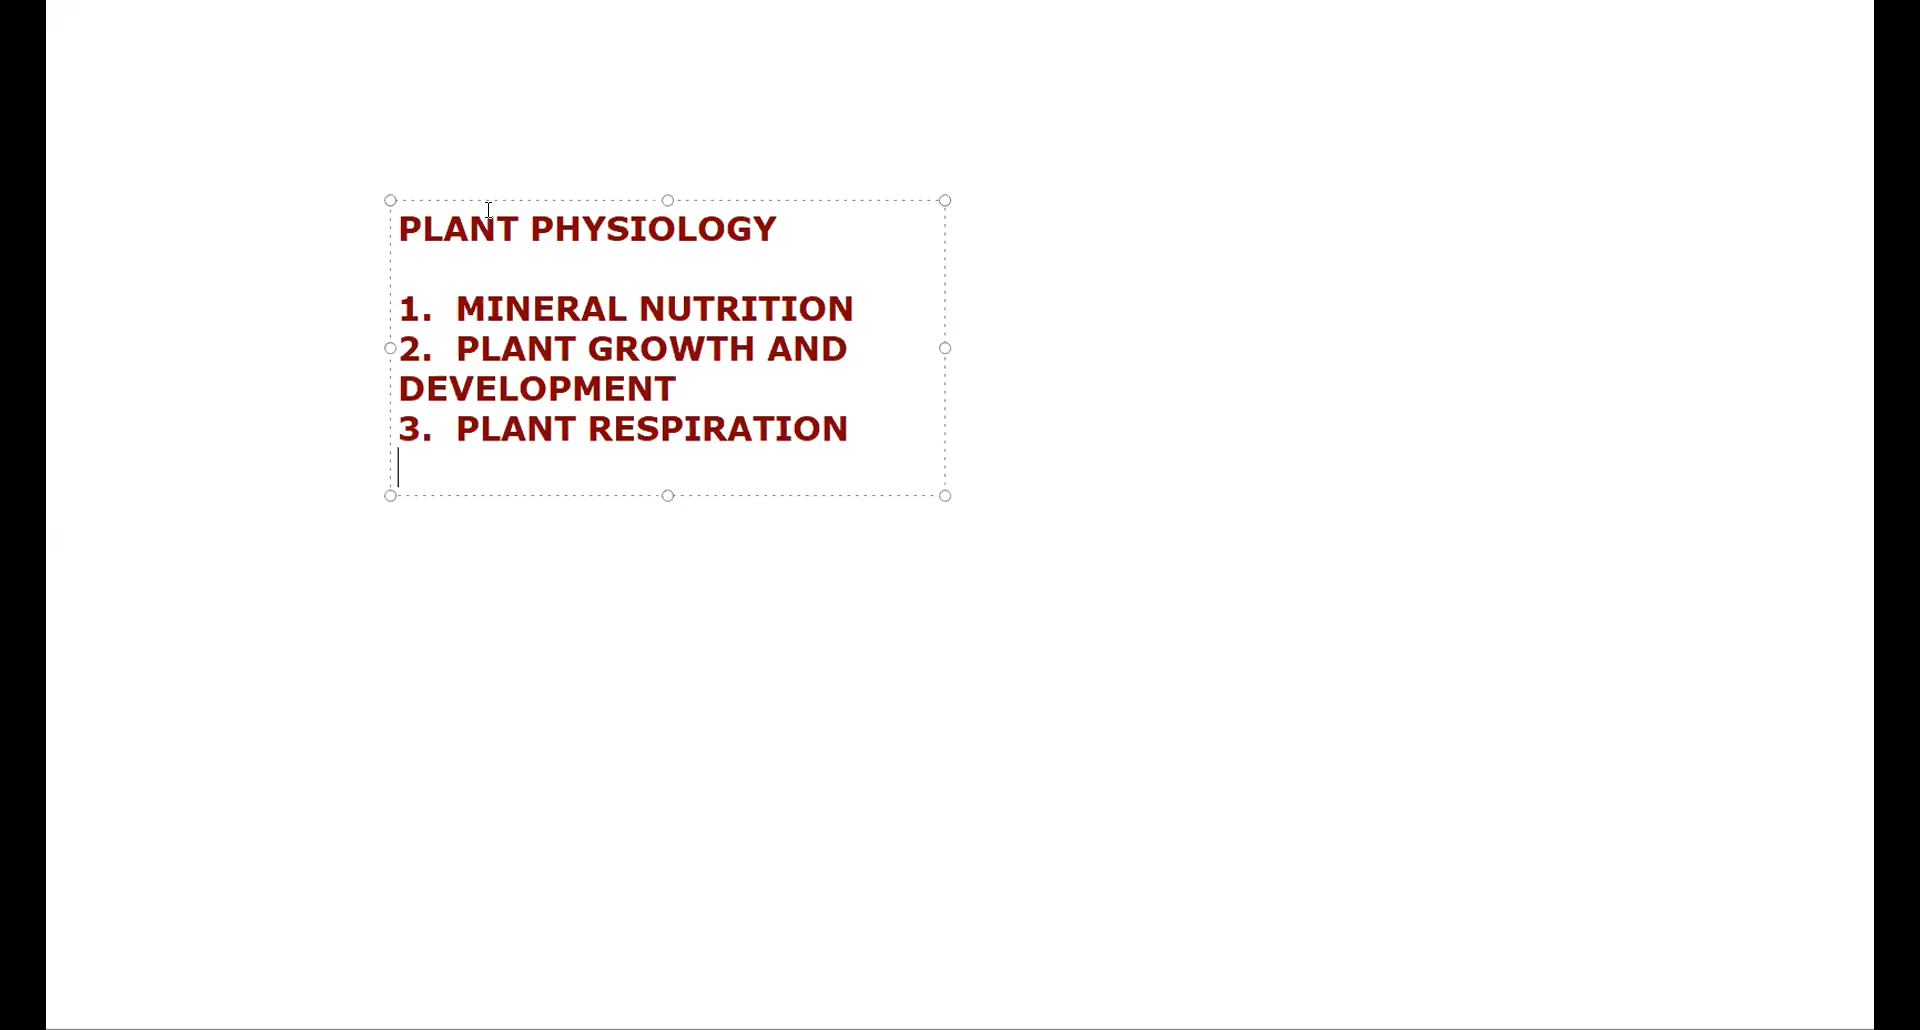 PLANT PHYSIOLOGY
1. MINERAL NUTRITION
2. PLANT GROWTH AND
DEVELOPMENT
3. PLANT RESPIRATION